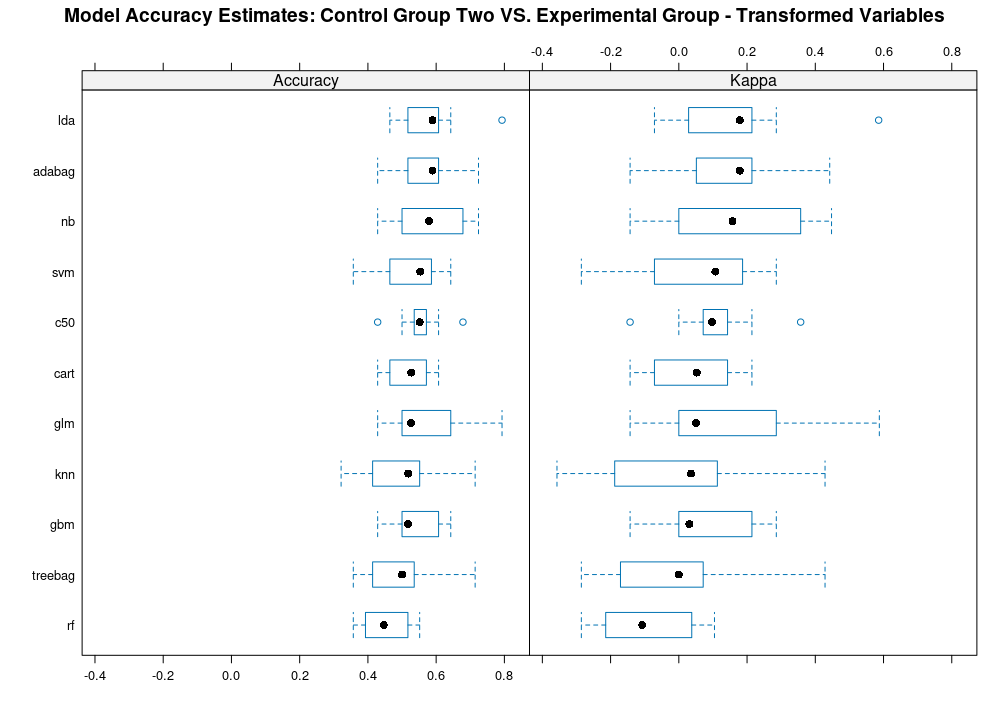 Model Accuracy Estimates: Control Group Two VS. Experimental Group - Transformed Variables
-0.4 -0.2 0.0 0.2 0.4 0.6 0.8
Accuracy Kappa
lda
adabag
nb
svm
c50
cart
glm
knn
gbm
treebag
rf
-0.4 -0.2 0.0 0.2 0.4 0.6 0.8